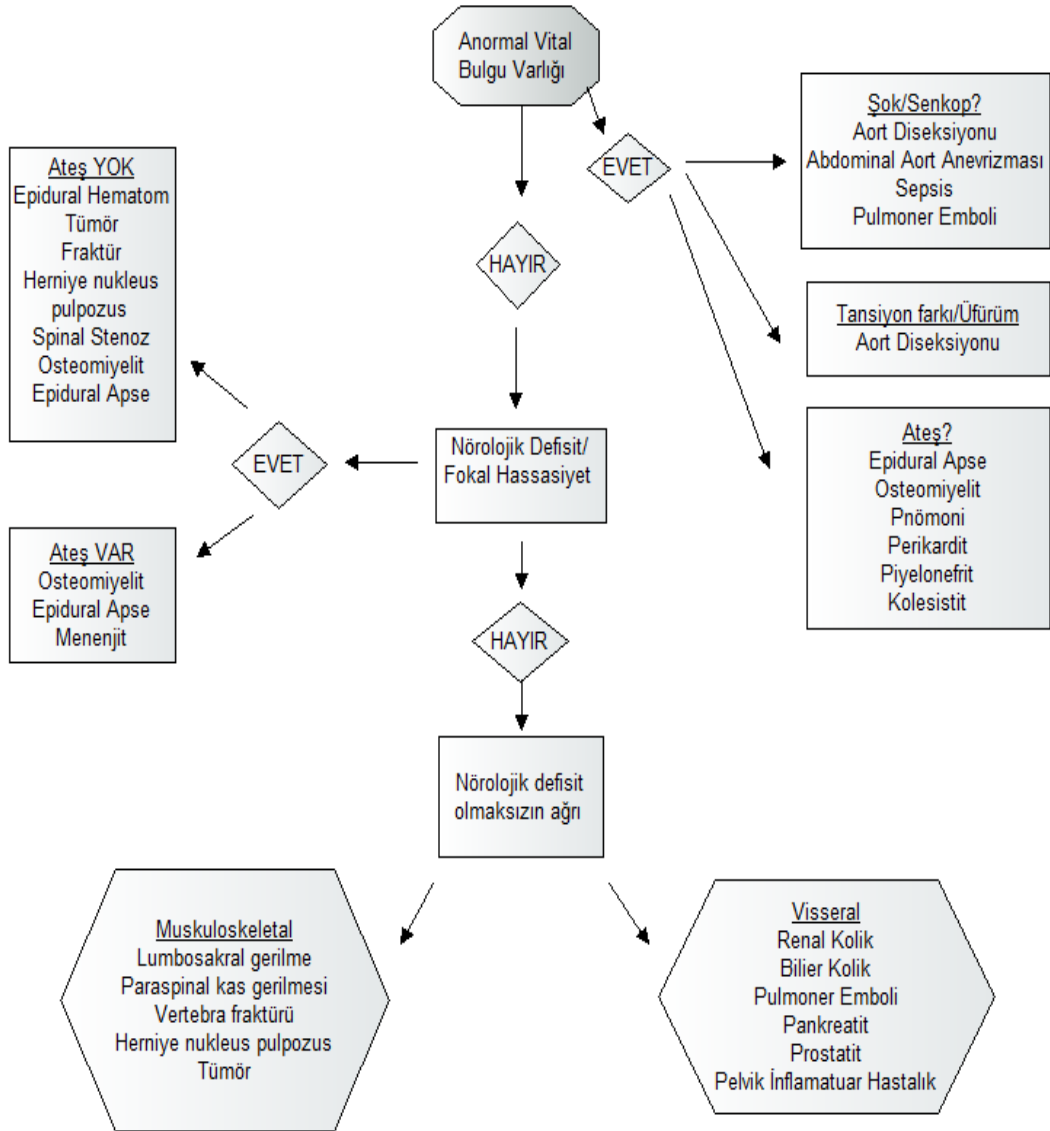 Anormal Vital
Bulgu Varlığı
EVET
Şok/Senkop?
Aort Diseksiyonu
Abdominal Aort Anevrizması
Sepsis
Pulmoner Emboli
Tansiyon farkı/Üfürüm
Aort Diseksiyonu
Ateş?
Epidural Apse
Osteomiyelit
Pnömoni
Perikardit
Piyelonefrit
Kolesistit
HAYIR
Nörolojik Defisit/
Fokal Hassasiyet
EVET
Ateş YOK
Epidural Hematom
Tümör
Fraktür
Herniye nukleus
pulpozus
Spinal Stenoz
Osteomiyelit
Epidural Apse
Ateş VAR
Osteomiyelit
Epidural Apse
Menenjit
HAYIR
Nörolojik defisit
olmaksızın ağrı
Muskuloskeletal
Lumbosakral gerilme
Paraspinal kas gerilmesi
Vertebra fraktürü
Herniye nukleus pulpozus
Tümör
Visseral
Renal Kolik
Bilier Kolik
Pulmoner Emboli
Pankreatit
Prostatit
Pelvik İnflamatuar Hastalık